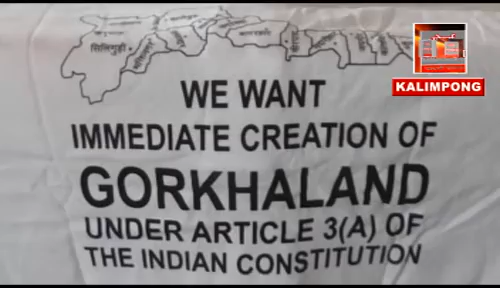 सिलिगुड़ी
KALIMPONG
WE WANT
IMMEDIATE CREATION OF
GORKHALAND
UNDER ARTICLE 3(A) OF
THE INDIAN CONSTITUTION